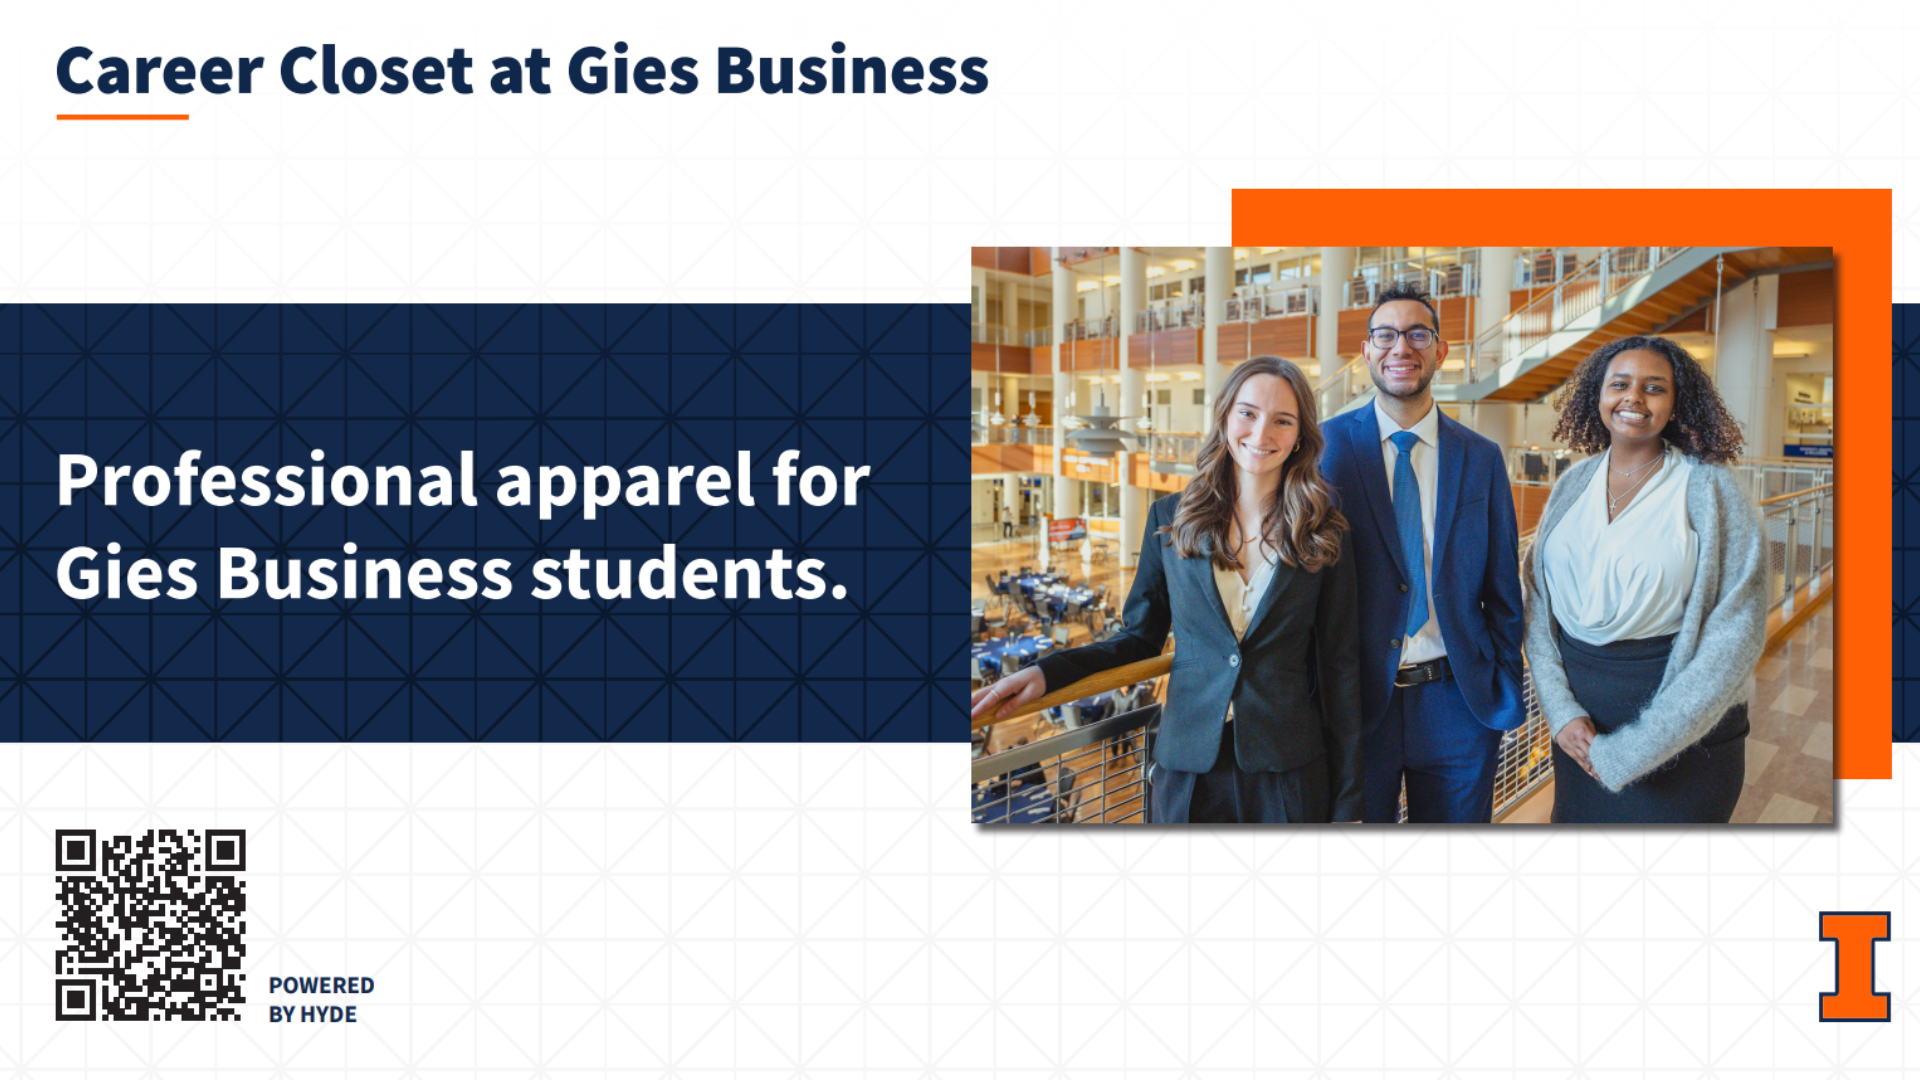 Career Closet at Gies Business
Professional apparel for
Gies Business students.
POWERED
BY HYDE
I